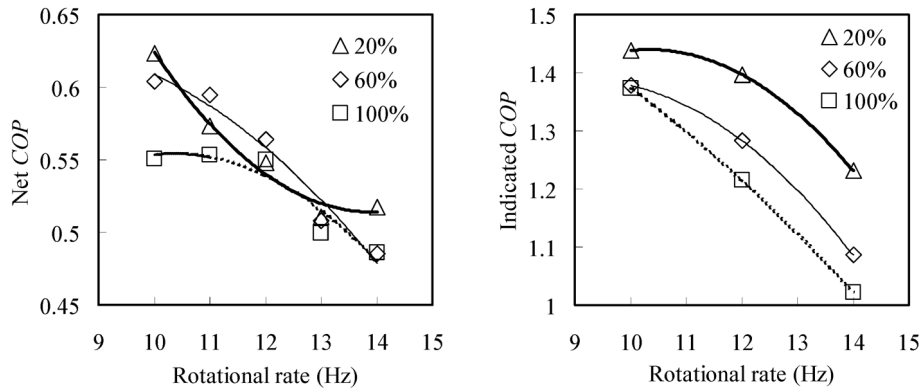 0.65
0.6
0.55
0.5
0.45
Net COP
20%
60%
100%
9 10 11 12 13 14 15
Rotational rate (Hz)
1.5
1.4
1.3
1.2
1.1
1
Indicated COP
20%
60%
100%
9 10 11 12 13 14 15
Rotational rate (Hz)